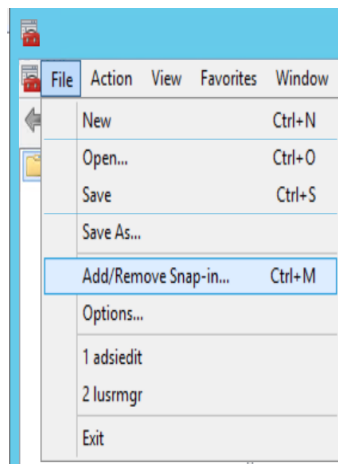 File Action View Favorites Window
New Ctrl+N
Open... Ctrl+O
Save Ctrl+S
Save As...
Add/Remove Snap-in... Ctrl+M
Options...
1 adsiedit
2 lusrmgr
Exit